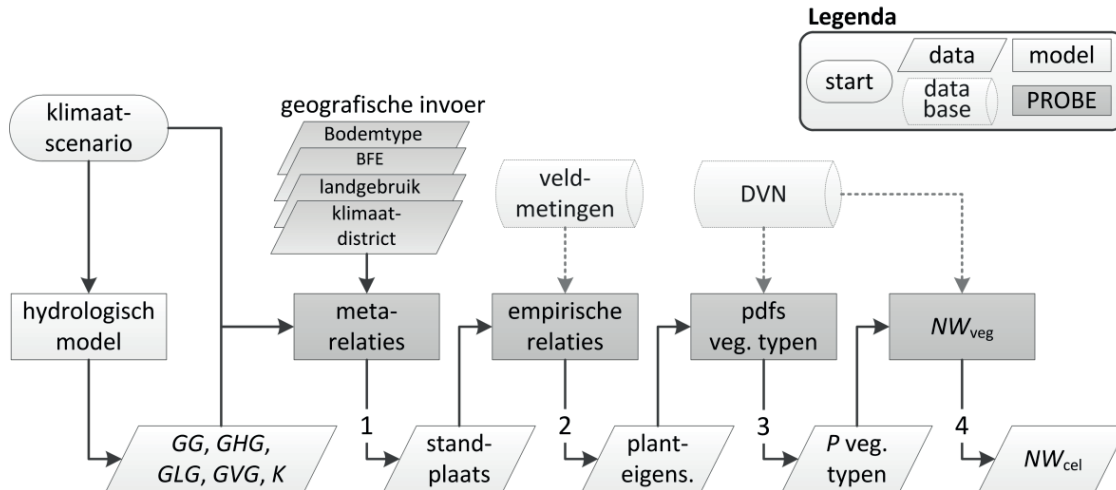 Legenda
start
data
model
data
base
PROBE
klimaat-
scenario
geografische invoer
Bodemtype
BFE
landgebruik
klimaat-
district
veld-
metingen
DVN
hydrologisch
model
meta-
relaties
empirische
relaties
pdfs
veg. typen
NWveg
1
2
3
4
GG, GHG,
GLG, GVG, K
stand-
plaats
plant-
eigens.
P veg.
typen
NWcel